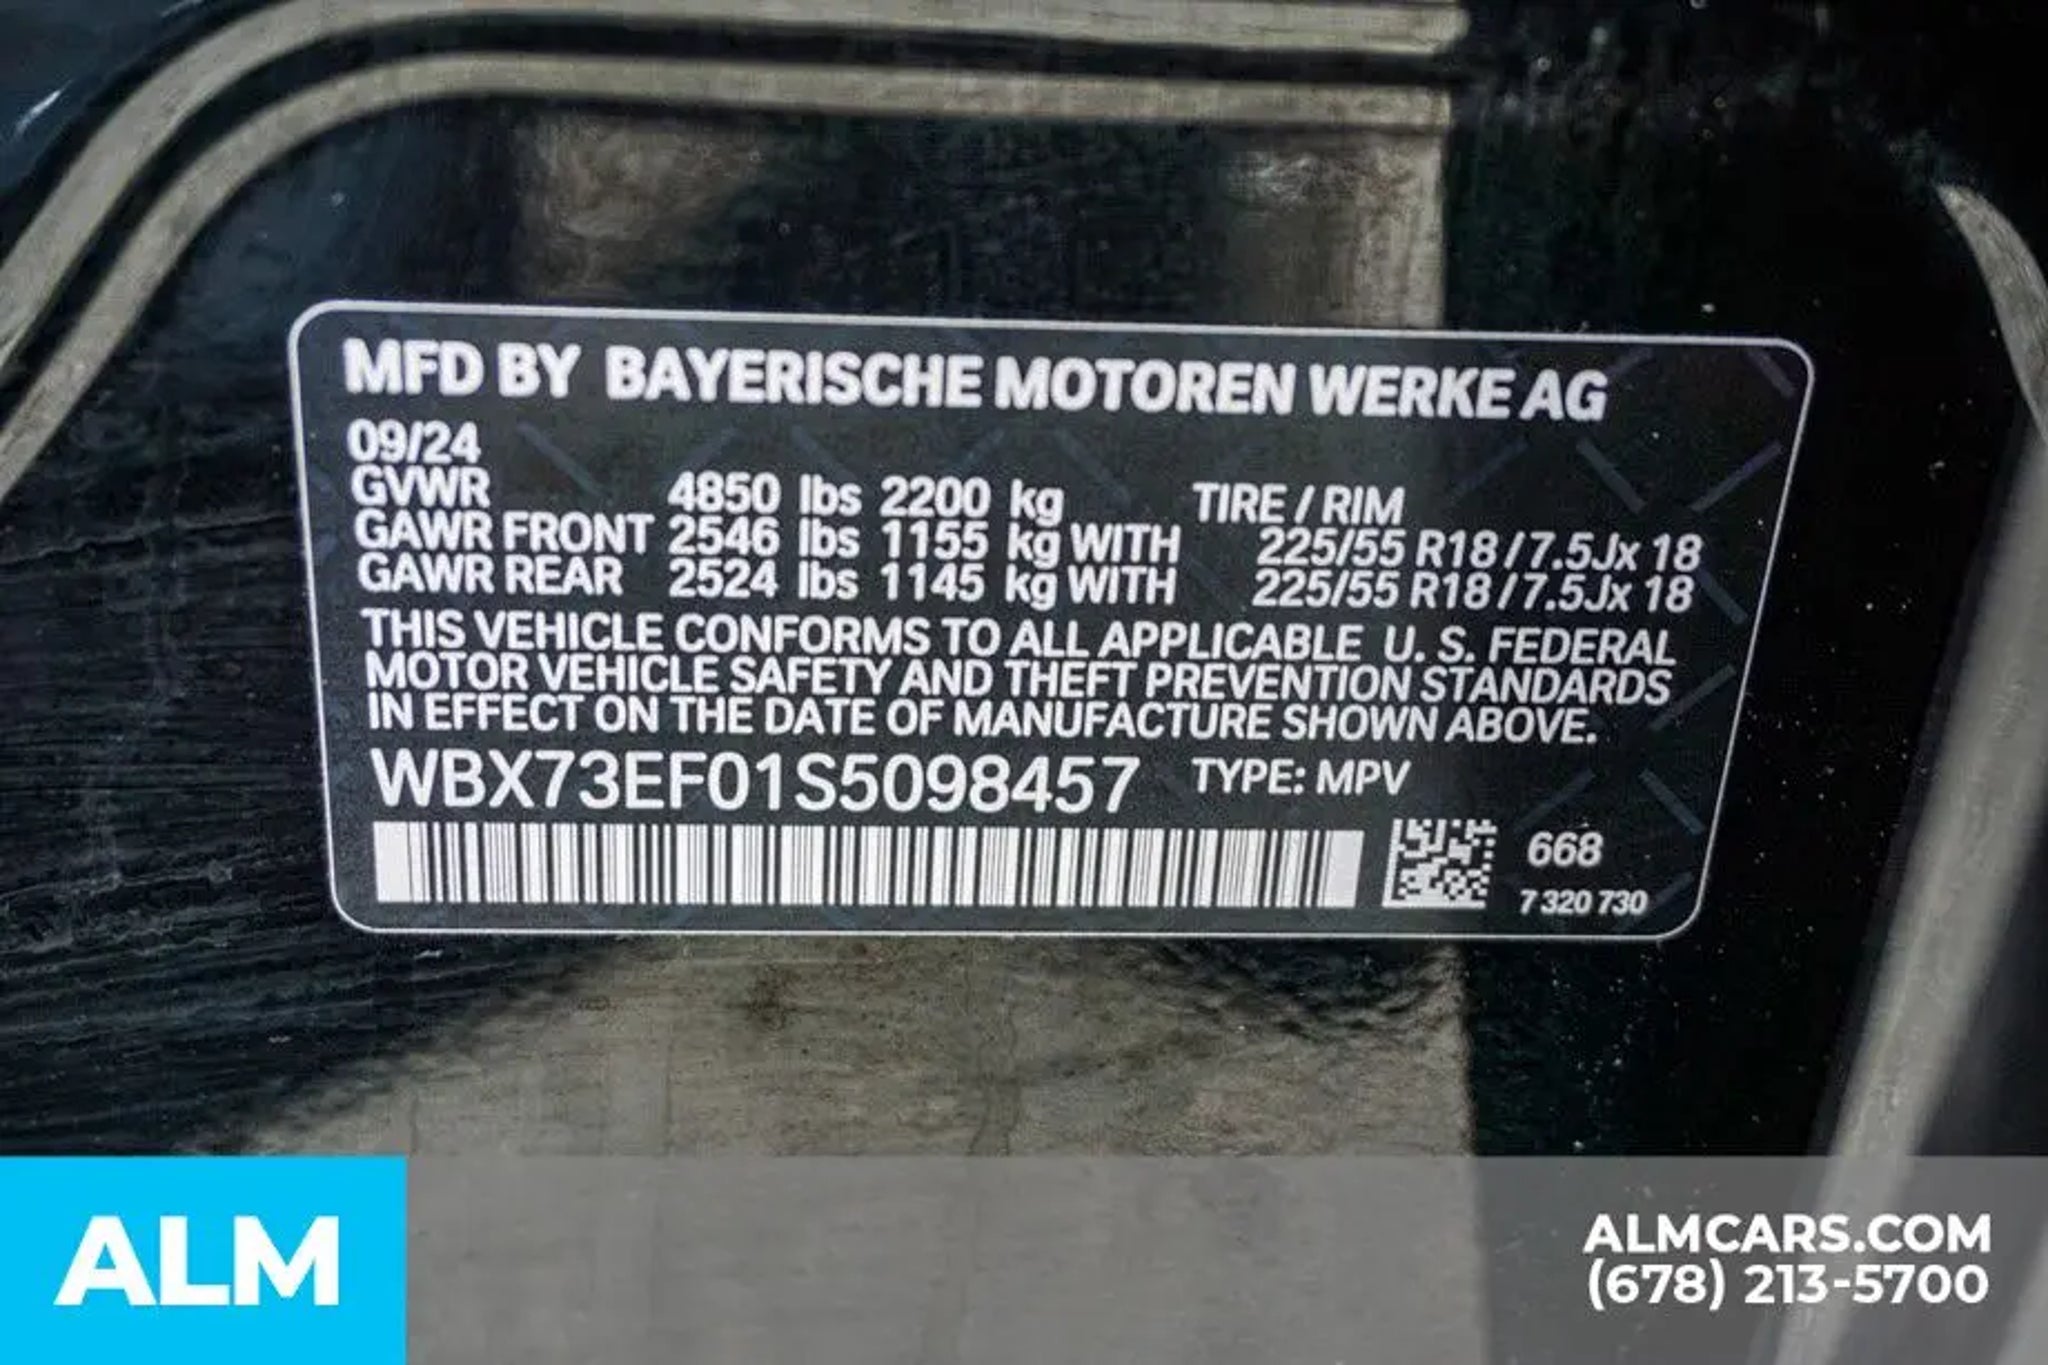 MFD BY BAYERISCHE MOTOREN WERKE AG
09/24
GVWR 4850 lbs 2200 kg TIRE / RIM
GAWR FRONT 2546 lbs 1155 kg WITH 225/55 R18 / 7.5Jx 18
GAWR REAR 2524 lbs 1145 kg WITH 225/55 R18 / 7.5Jx 18
THIS VEHICLE CONFORMS TO ALL APPLICABLE U. S. FEDERAL
MOTOR VEHICLE SAFETY AND THEFT PREVENTION STANDARDS
IN EFFECT ON THE DATE OF MANUFACTURE SHOWN ABOVE.
WBX73EF01S5098457 TYPE: MPV
668
7 320 730
ALM
ALMCARS.COM
(678) 213-5700